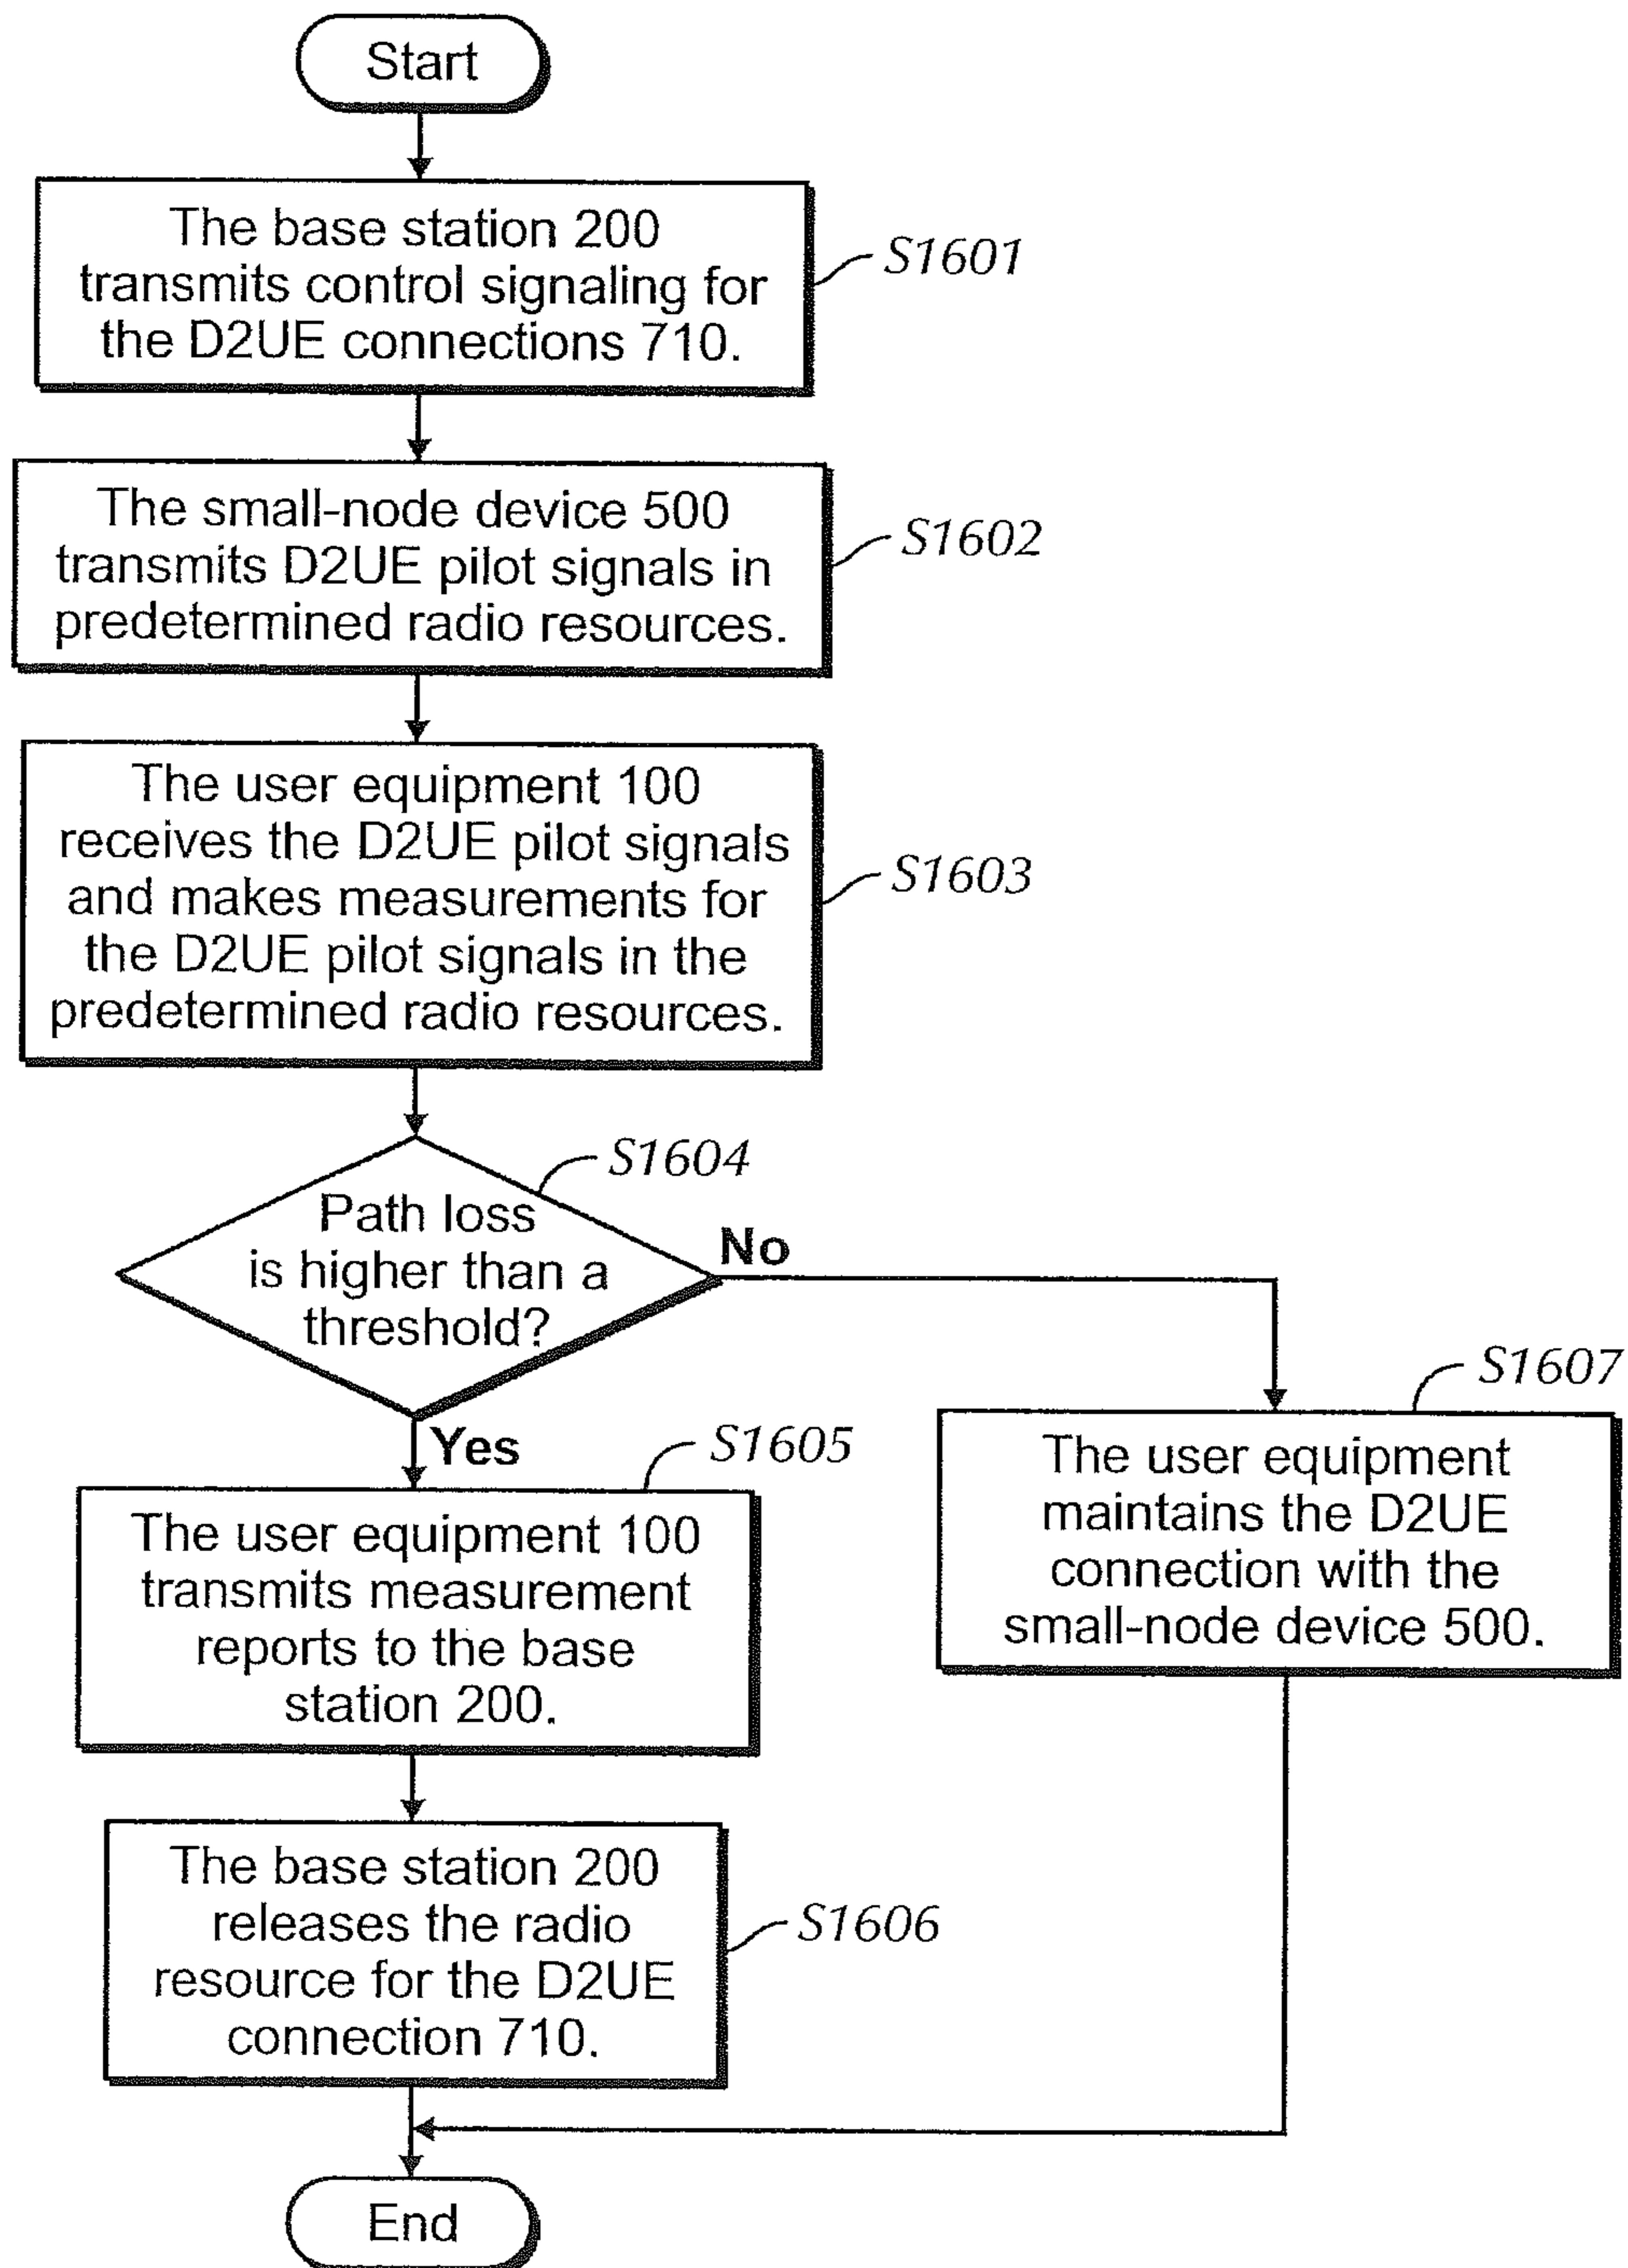 Start
The base station 200
transmits control signaling for
the D2UE connections 710.
S1601
The small-node device 500
transmits D2UE pilot signals in
predetermined radio resources.
S1602
The user equipment 100
receives the D2UE pilot signals
and makes measurements for
the D2UE pilot signals in the
predetermined radio resources.
S1603
S1604
Path loss
is higher than a
threshold?
No
Yes
S1605
The user equipment 100
transmits measurement
reports to the base
station 200.
S1607
The user equipment
maintains the D2UE
connection with the
small-node device 500.
The base station 200
releases the radio
resource for the D2UE
connection 710.
S1606
End